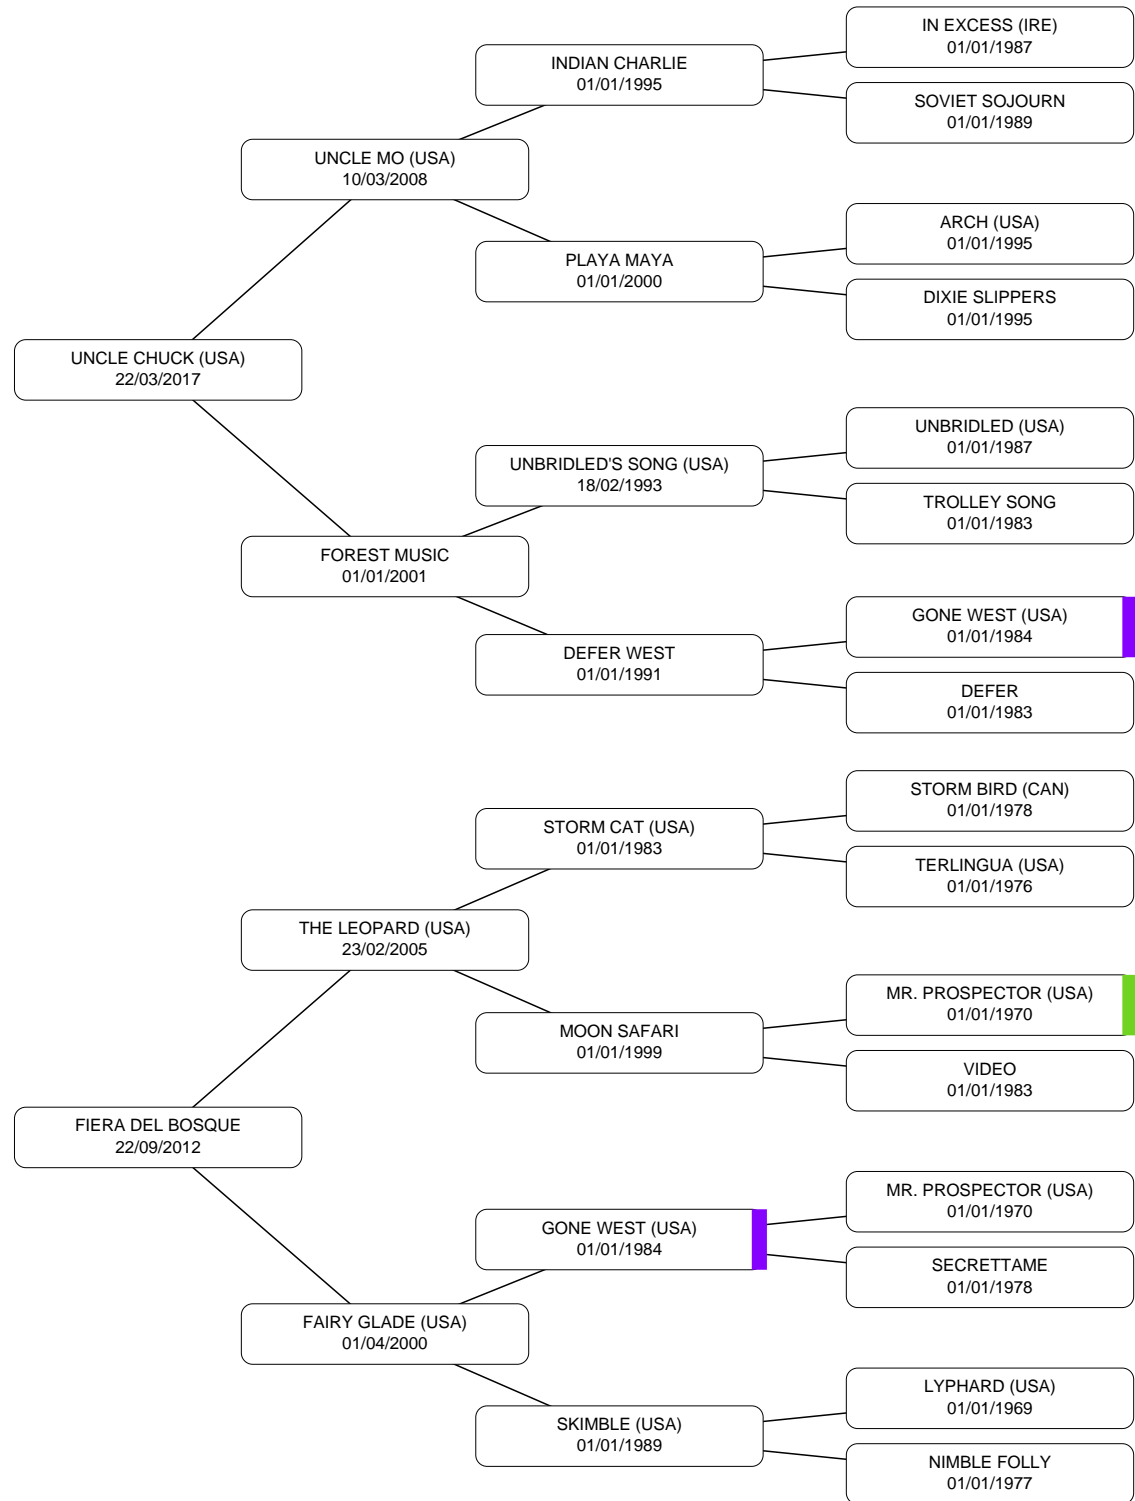 IN EXCESS (IRE)
01/01/1987
INDIAN CHARLIE
01/01/1995
SOVIET SOJOURN
01/01/1989
UNCLE MO (USA)
10/03/2008
ARCH (USA)
01/01/1995
PLAYA MAYA
01/01/2000
DIXIE SLIPPERS
01/01/1995
UNCLE CHUCK (USA)
22/03/2017
UNBRIDLED (USA)
01/01/1987
UNBRIDLED'S SONG (USA)
18/02/1993
TROLLEY SONG
01/01/1983
FOREST MUSIC
01/01/2001
GONE WEST (USA)
01/01/1984
DEFER WEST
01/01/1991
DEFER
01/01/1983
STORM BIRD (CAN)
01/01/1978
STORM CAT (USA)
01/01/1983
TERLINGUA (USA)
01/01/1976
THE LEOPARD (USA)
23/02/2005
MR. PROSPECTOR (USA)
01/01/1970
MOON SAFARI
01/01/1999
VIDEO
01/01/1983
FIERA DEL BOSQUE
22/09/2012
MR. PROSPECTOR (USA)
01/01/1970
GONE WEST (USA)
01/01/1984
SECRETTAME
01/01/1978
FAIRY GLADE (USA)
01/04/2000
LYPHARD (USA)
01/01/1969
SKIMBLE (USA)
01/01/1989
NIMBLE FOLLY
01/01/1977